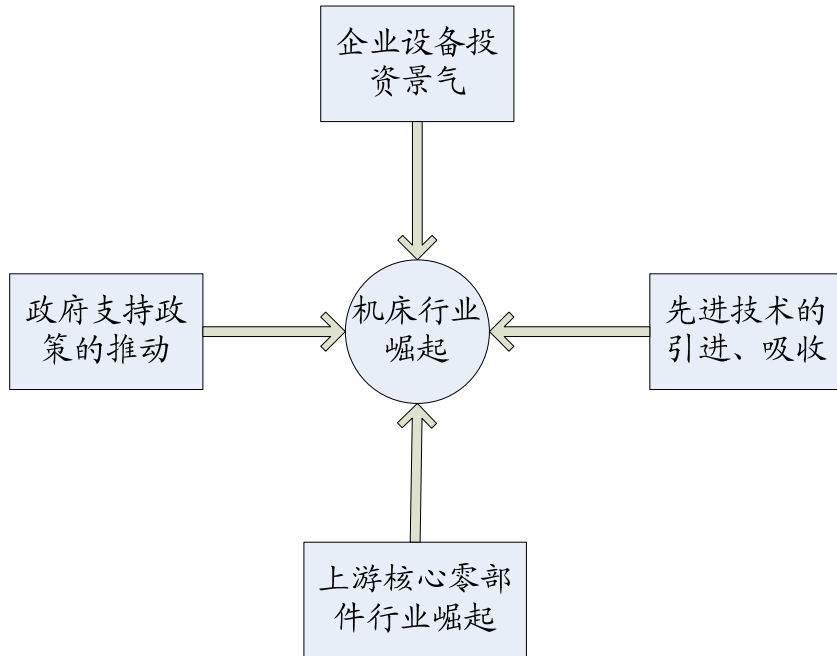 企业设备投
资景气
政府支持政
策的推动
机床行业
崛起
先进技术的
引进、吸收
上游核心零部
件行业崛起